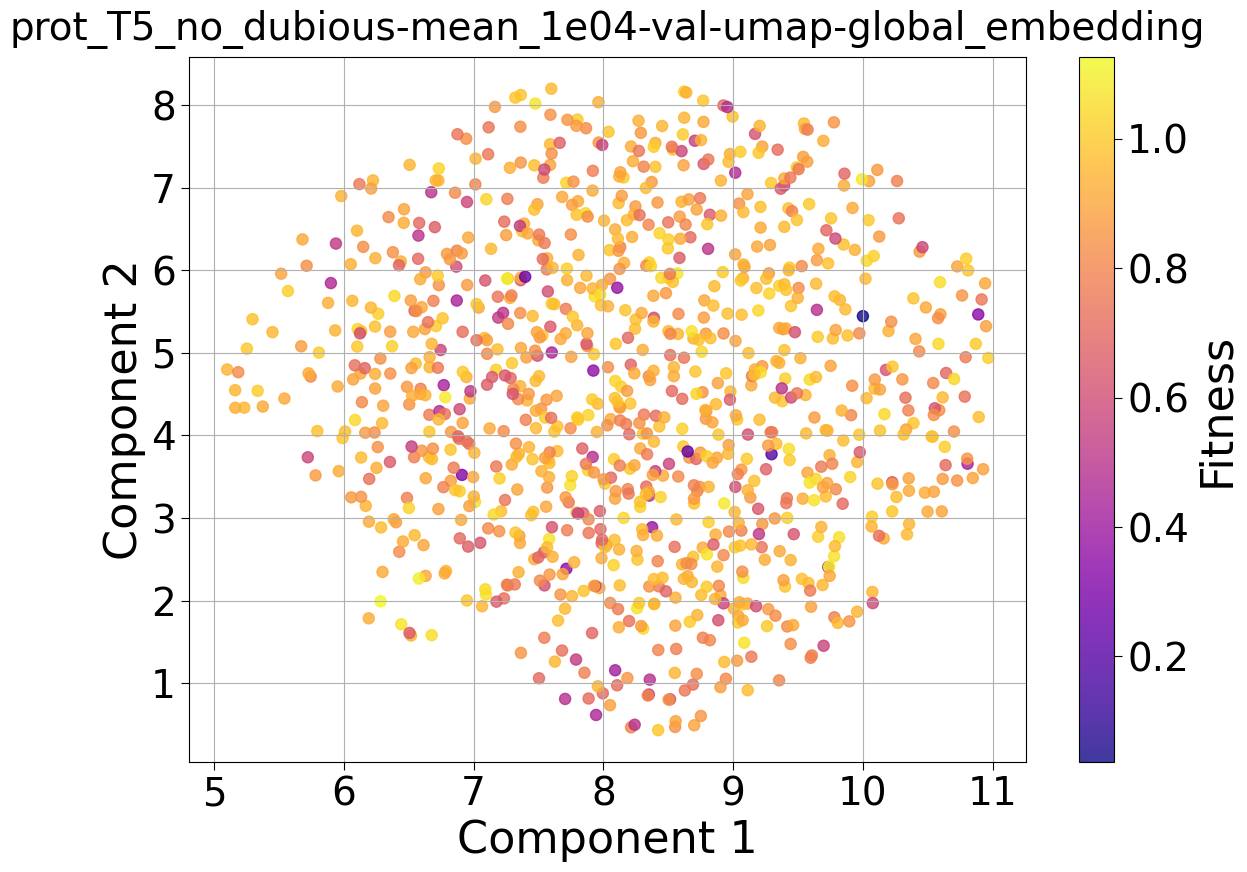 prot_T5_no_dubious-mean_1e04-val-umap-global_embedding
8
7
6
5
4
3
2
1
Component 2
5 6 7 8 9 10 11
Component 1
1.0
0.8
0.6
0.4
0.2
Fitness